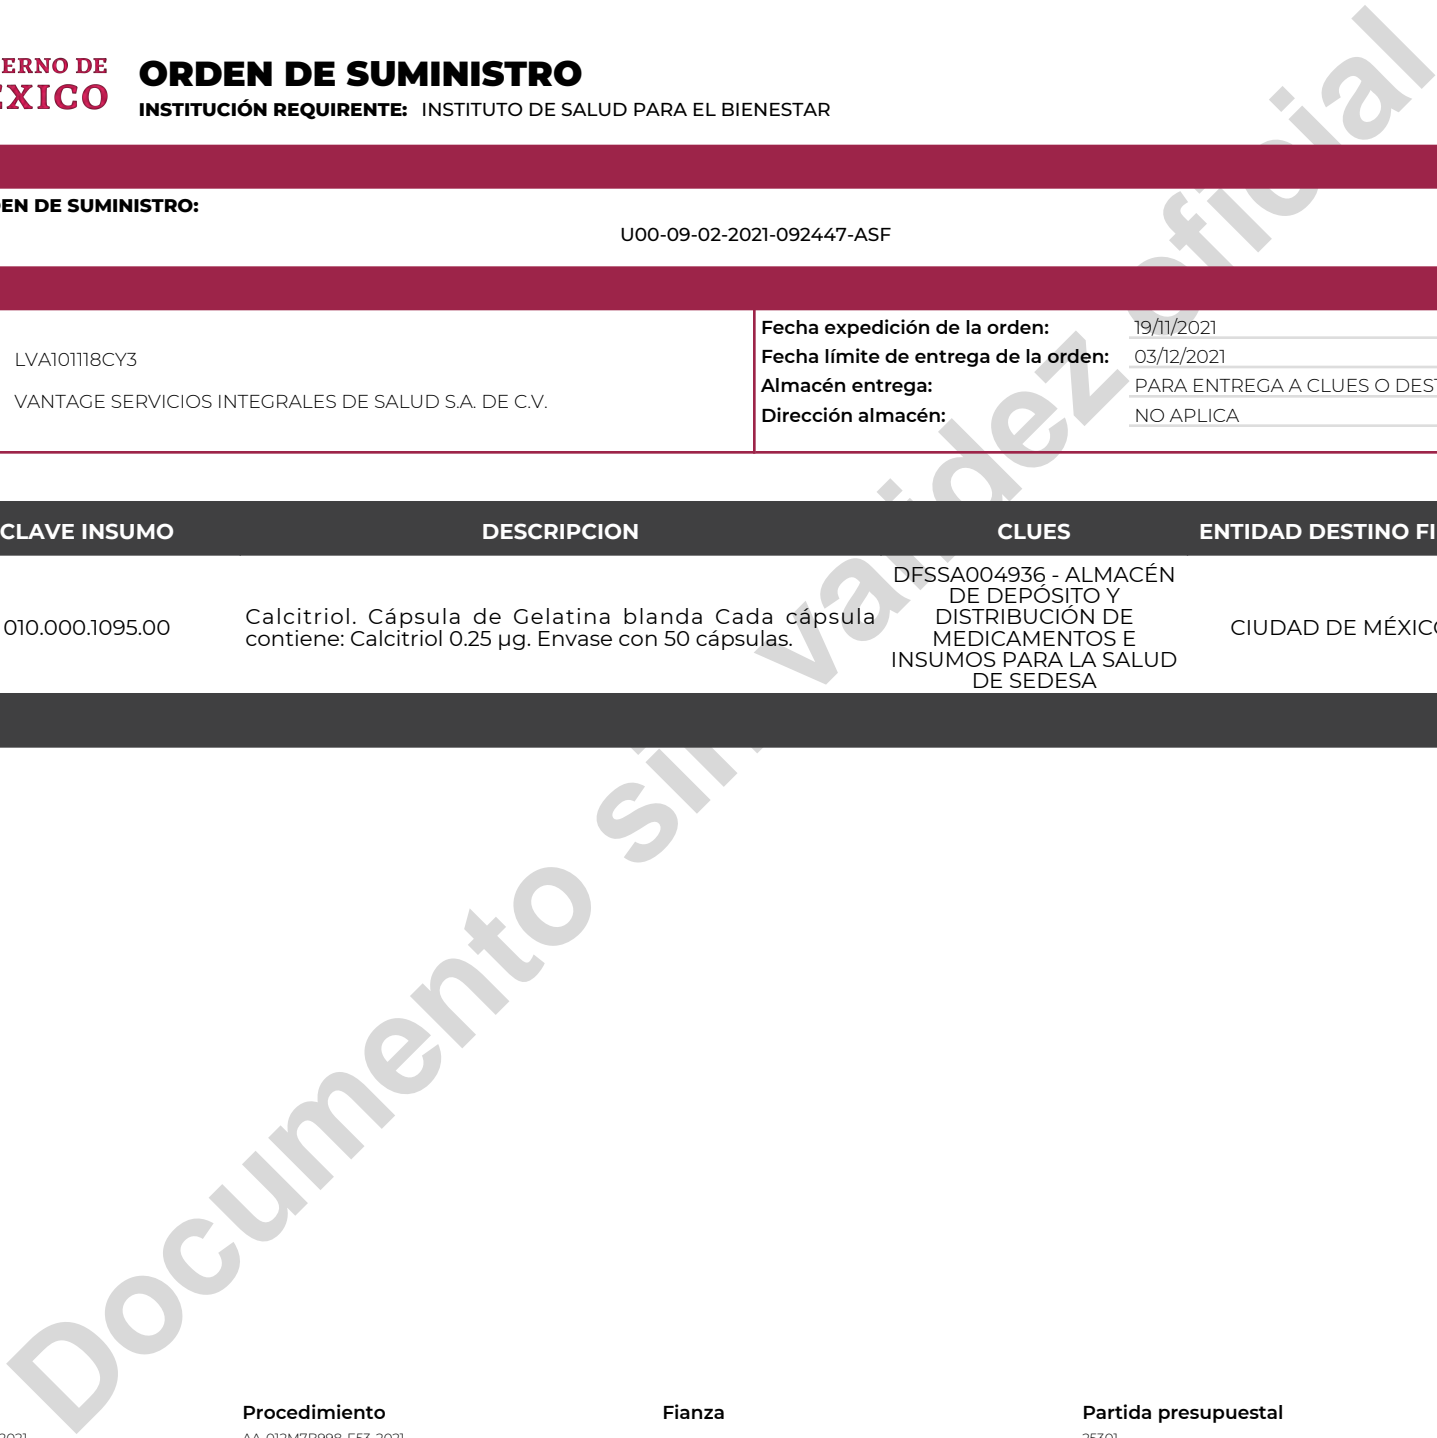 ERNO DE
ÉXICO
ORDEN DE SUMINISTRO
INSTITUCIÓN REQUIRENTE: INSTITUTO DE SALUD PARA EL BIENESTAR
EN DE SUMINISTRO:
U00-09-02-2021-092447-ASF
LVA101118CY3
VANTAGE SERVICIOS INTEGRALES DE SALUD S.A. DE C.V.
Fecha expedición de la orden: 19/11/2021
Fecha límite de entrega de la orden: 03/12/2021
Almacén entrega: PARA ENTREGA A CLUES O DEST
Dirección almacén: NO APLICA
CLAVE INSUMO DESCRIPCION CLUES ENTIDAD DESTINO FI
010.000.1095.00
Calcitriol. Cápsula de Gelatina blanda Cada cápsula
contiene: Calcitriol 0.25 µg. Envase con 50 cápsulas.
DFSSA004936 - ALMACÉN
DE DEPÓSITO Y
DISTRIBUCIÓN DE
MEDICAMENTOS E
INSUMOS PARA LA SALUD
DE SEDESA
CIUDAD DE MÉXICO
Documento sin validez oficial
Procedimiento Fianza Partida presupuestal